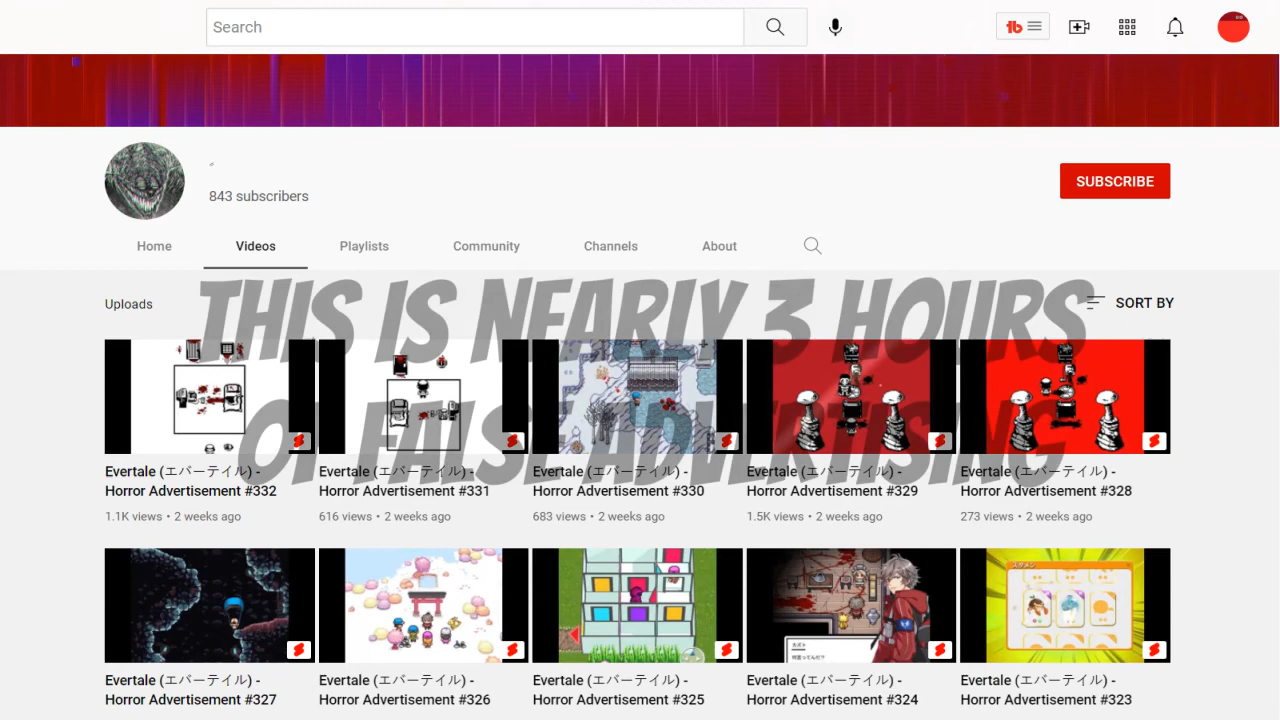 Search
843 subscribers
SUBSCRIBE
Home
Videos
Playlists
Community
Channels
About
THIS IS NEARLY 3 HOURS
OF FALSE ADVERTISING
Uploads
SORT BY
Evertale (エバーテイル) -
Horror Advertisement #332
1.1K views • 2 weeks ago
Evertale (エバーテイル) -
Horror Advertisement #331
616 views • 2 weeks ago
Evertale (エバーテイル) -
Horror Advertisement #330
683 views • 2 weeks ago
Evertale (エバーテイル) -
Horror Advertisement #329
1.5K views • 2 weeks ago
Evertale (エバーテイル) -
Horror Advertisement #328
273 views • 2 weeks ago
Evertale (エバーテイル) -
Horror Advertisement #327
Evertale (エバーテイル) -
Horror Advertisement #326
Evertale (エバーテイル) -
Horror Advertisement #325
Evertale (エバーテイル) -
Horror Advertisement #324
Evertale (エバーテイル) -
Horror Advertisement #323